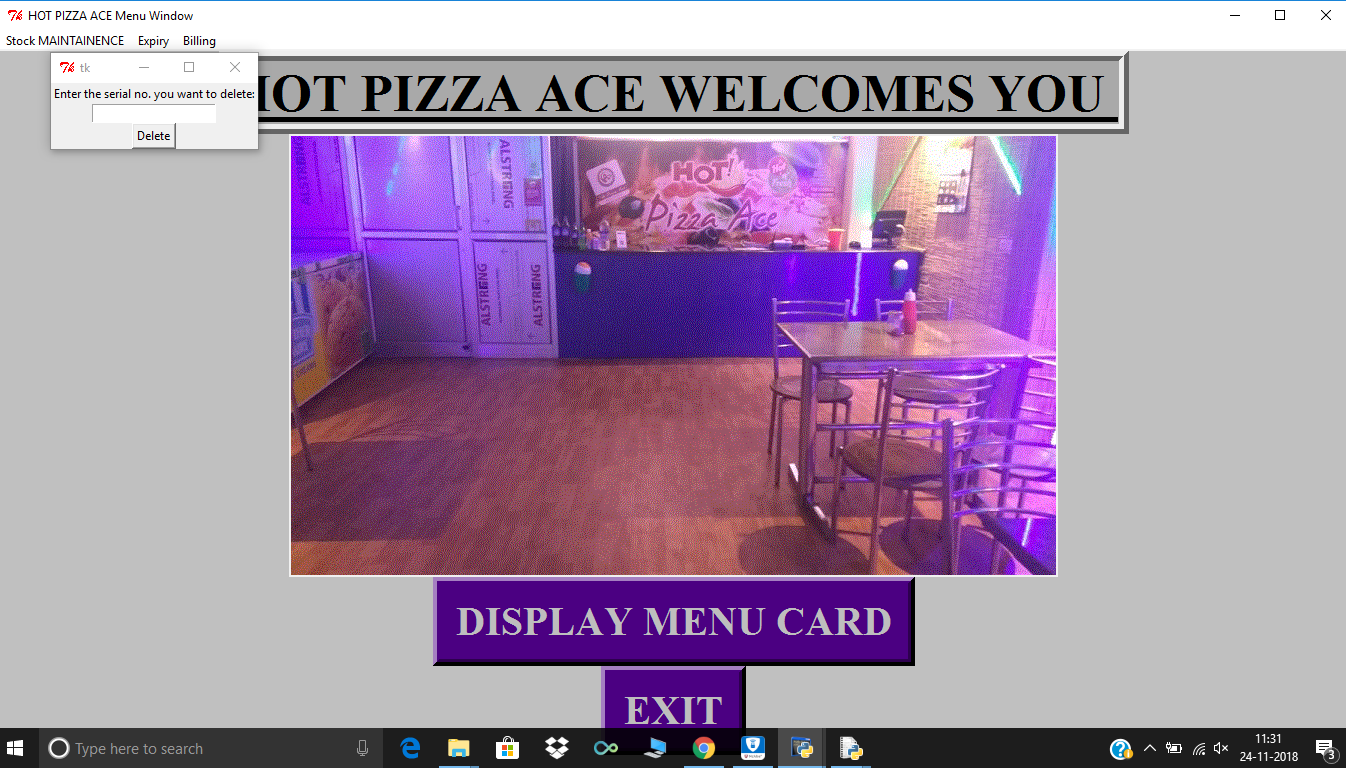 HOT PIZZA ACE Menu Window
Stock MAINTAINENCE Expiry Billing
tk
Enter the serial no. you want to delete:
Delete
HOT PIZZA ACE WELCOMES YOU
ALSTRONG
HOT!
Pizza Ace
ALSTRONG
ALSTRONG
DISPLAY MENU CARD
EXIT
Type here to search
11:31
24-11-2018
3